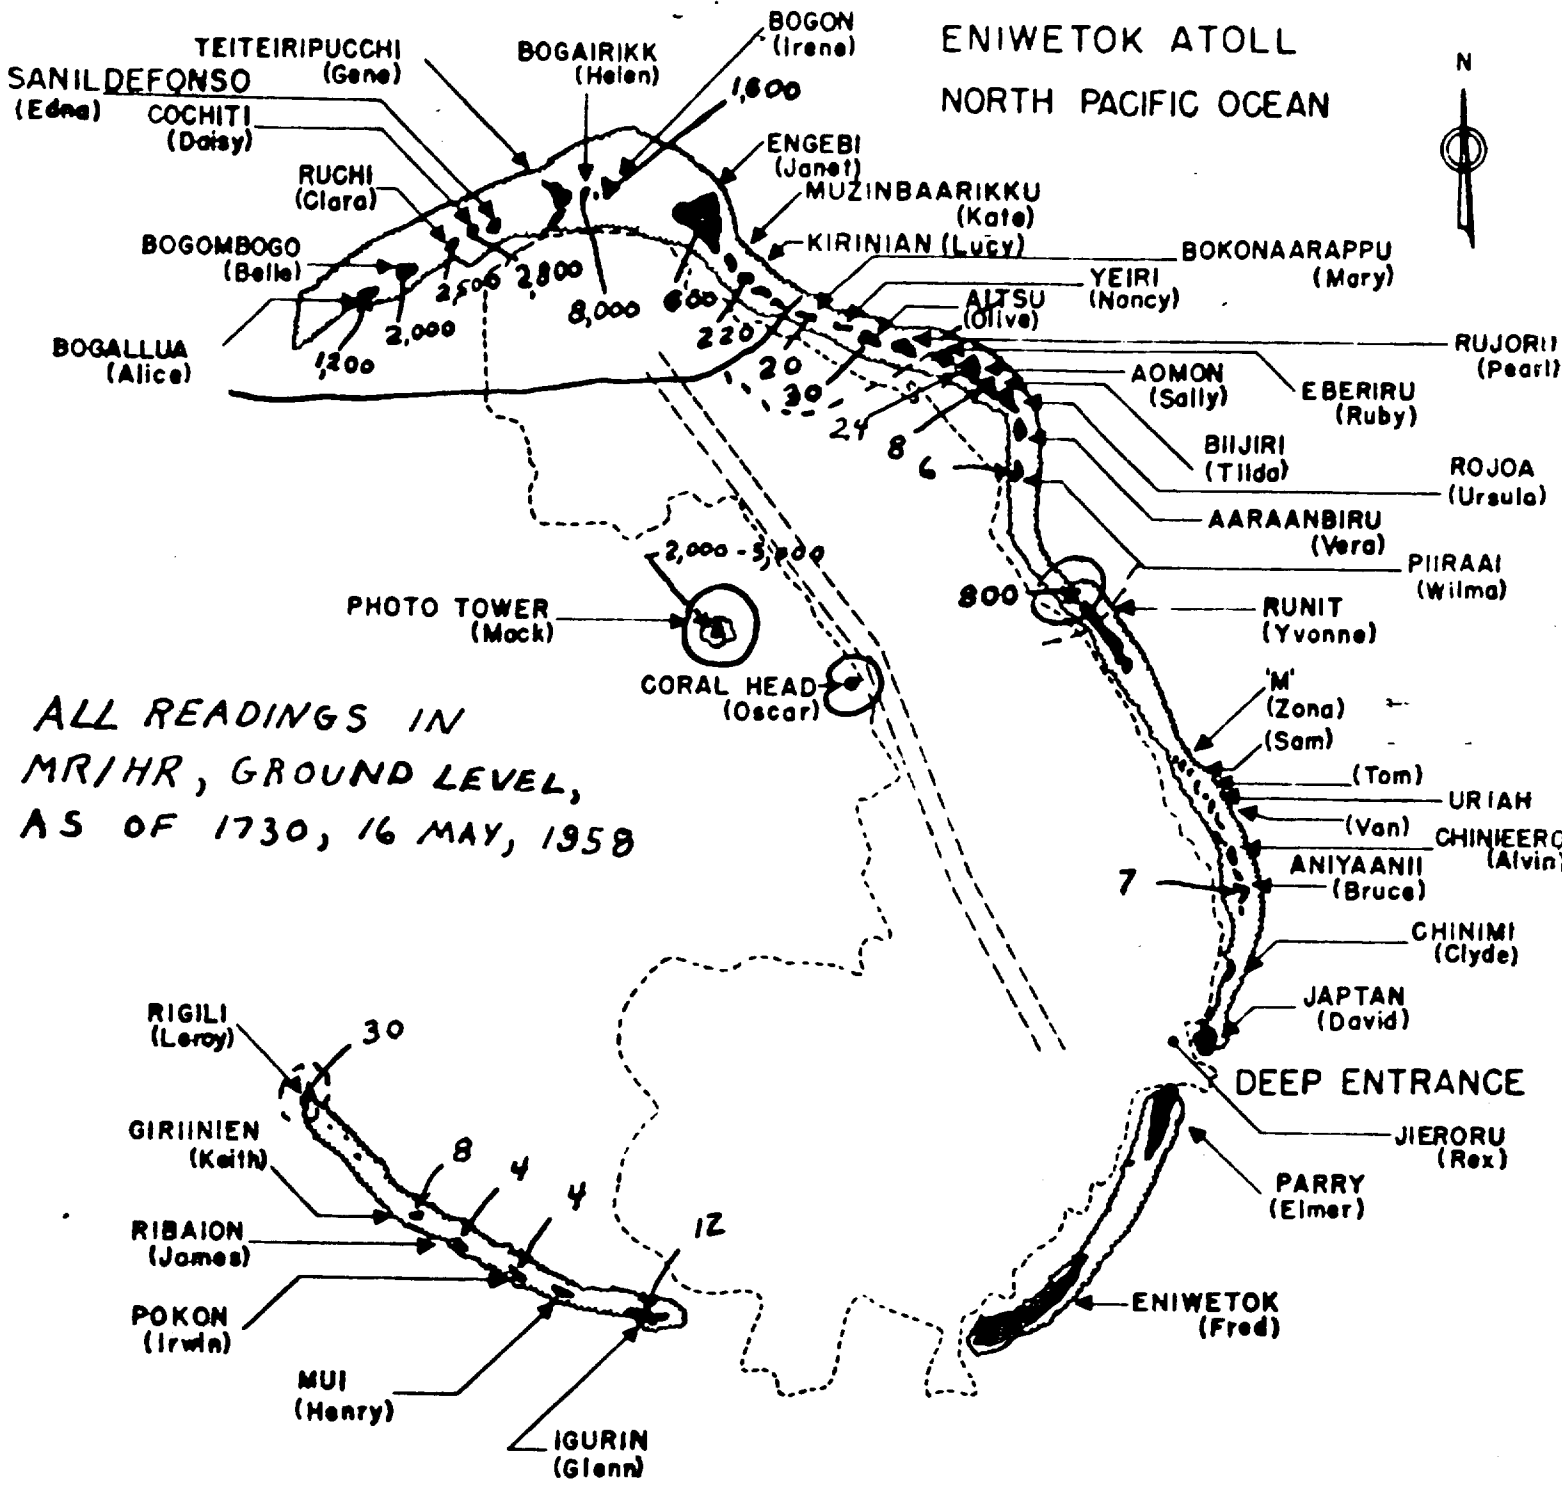 ENIWETOK ATOLL
NORTH PACIFIC OCEAN
N
BOGON
(Irene)
TEITEIRIPUCCHI
(Gene)
BOGAIRIKK
(Helen)
SANILDEFONSO
(Edna)
COCHITI
(Daisy)
1,600
ENGEBI
(Janet)
RUCHI
(Clara)
MUZINBAARIKKU
(Kate)
KIRINIAN (Lucy)
BOGOMBOGO
(Belle)
BOKONAARAPPU
(Mary)
YEIRI
(Nancy)
AITSU
(Olive)
2,500
2,800
8,000
600
220
20
30
24
8
6
2,000
1,200
BOGALLUA
(Alice)
RUJORU
(Pearl)
AOMON
(Sally)
EBERIRU
(Ruby)
BIIJIRI
(Tilda)
ROJOA
(Ursula)
AARAANBIRU
(Vera)
PIIRAAI
(Wilma)
RUNIT
(Yvonne)
800
PHOTO TOWER
(Mack)
CORAL HEAD
(Oscar)
'M'
(Zona)
(Sam)
(Tom)
URIAH
(Van)
CHINIEERO
(Alvin)
ANIYAANII
(Bruce)
7
CHINIMI
(Clyde)
JAPTAN
(David)
DEEP ENTRANCE
JIERORU
(Rex)
PARRY
(Elmer)
ENIWETOK
(Fred)
ALL READINGS IN
MR/HR, GROUND LEVEL,
AS OF 1730, 16 MAY, 1958
RIGILI
(Leroy)
30
GIRIINIEN
(Keith)
8
4
4
12
RIBAION
(James)
POKON
(Irwin)
MUI
(Henry)
IGURIN
(Glenn)